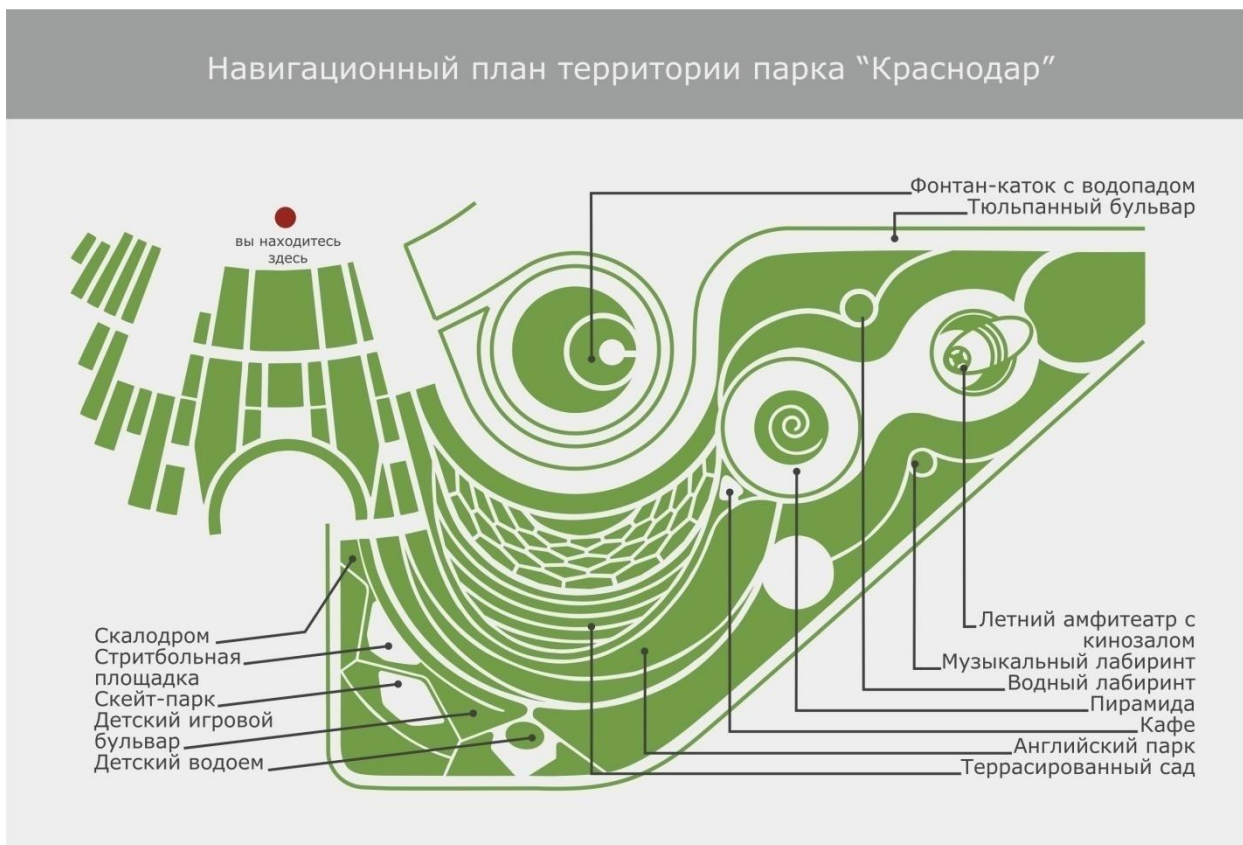 Навигационный план территории парка “Краснодар”
вы находитесь
здесь
Фонтан-каток с водопадом
Тюльпанный бульвар
Скалодром
Стритбольная
площадка
Скейт-парк
Детский игровой
бульвар
Детский водоем
Летний амфитеатр с
кинозалом
Музыкальный лабиринт
Водный лабиринт
Пирамида
Кафе
Английский парк
Террасированный сад